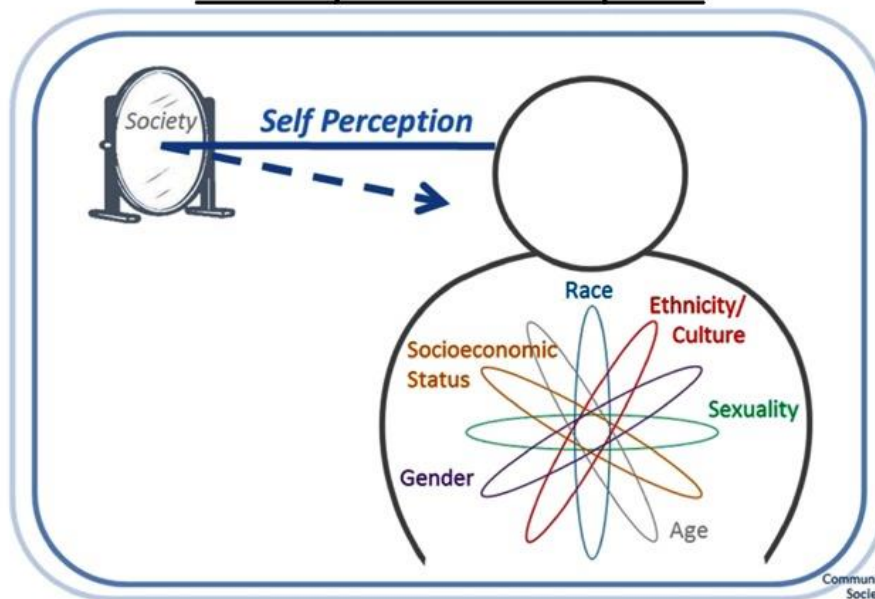 Society
Self Perception
Race
Ethnicity/
Culture
Socioeconomic
Status
Sexuality
Gender
Age